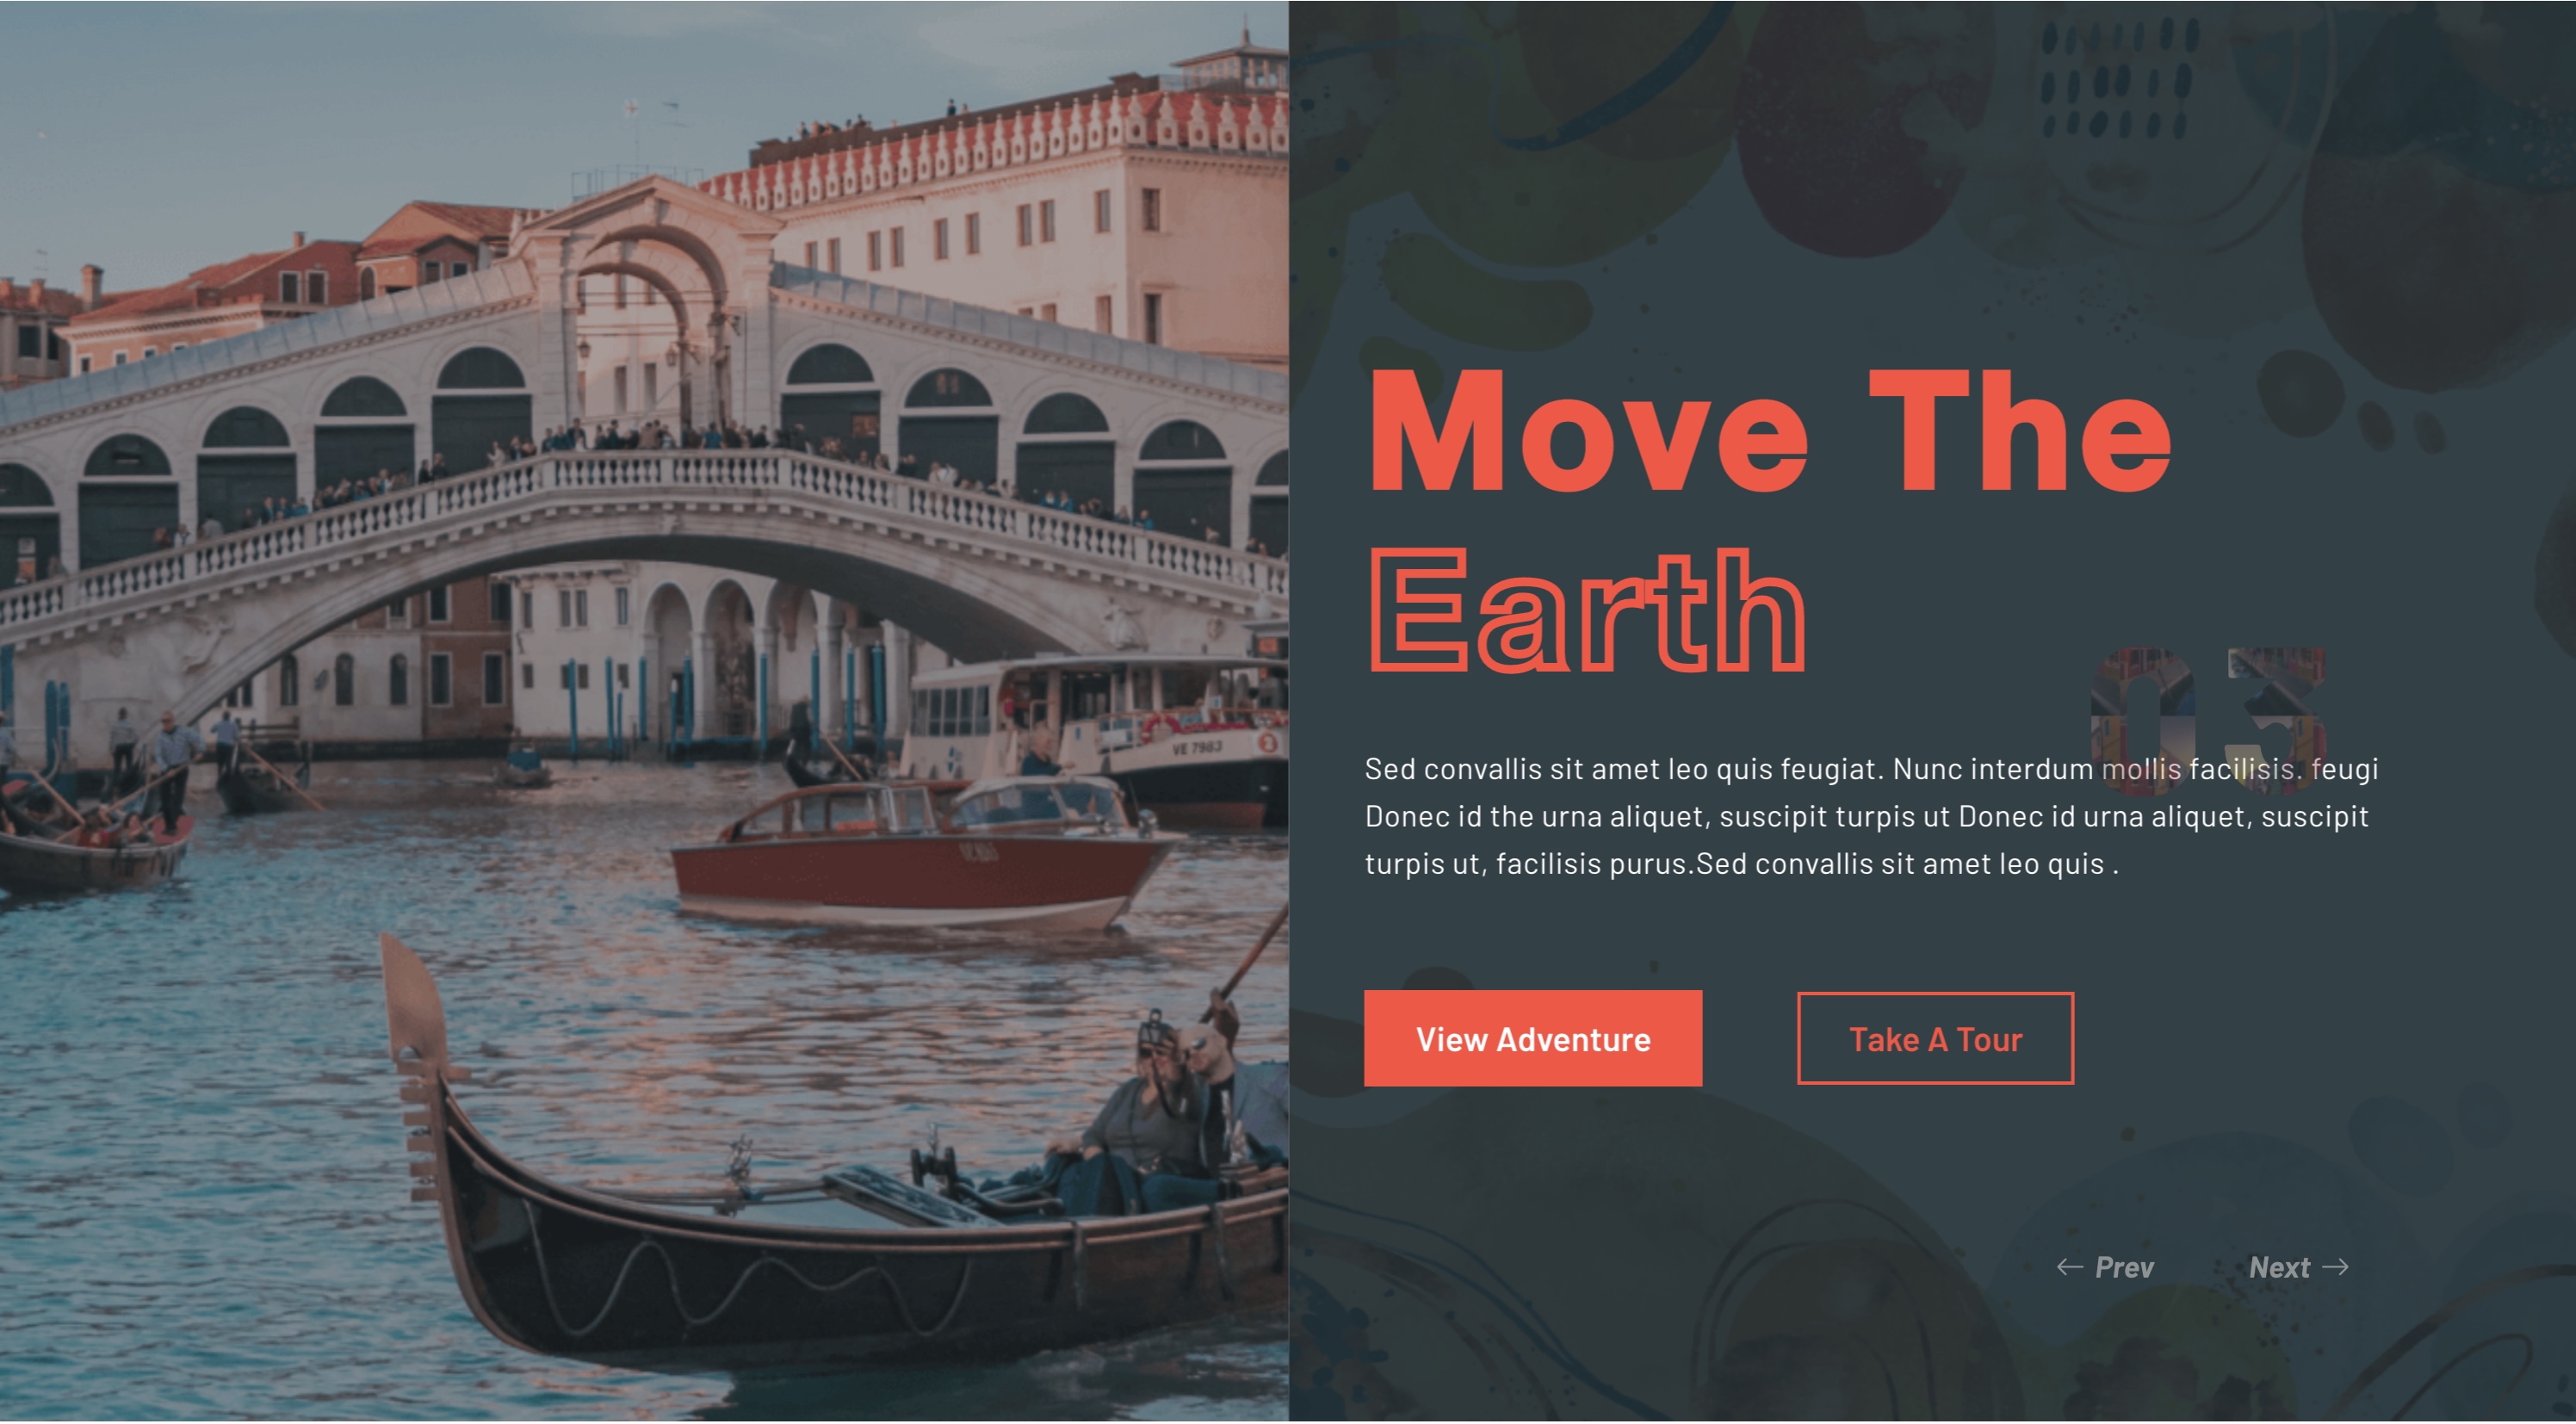 Move The
Earth
03
Sed convallis sit amet leo quis feugiat. Nunc interdum mollis facilisis. feugi
Donec id the urna aliquet, suscipit turpis ut Donec id urna aliquet, suscipit
turpis ut, facilisis purus.Sed convallis sit amet leo quis .
View Adventure
Take A Tour
← Prev
Next →
VE 7983